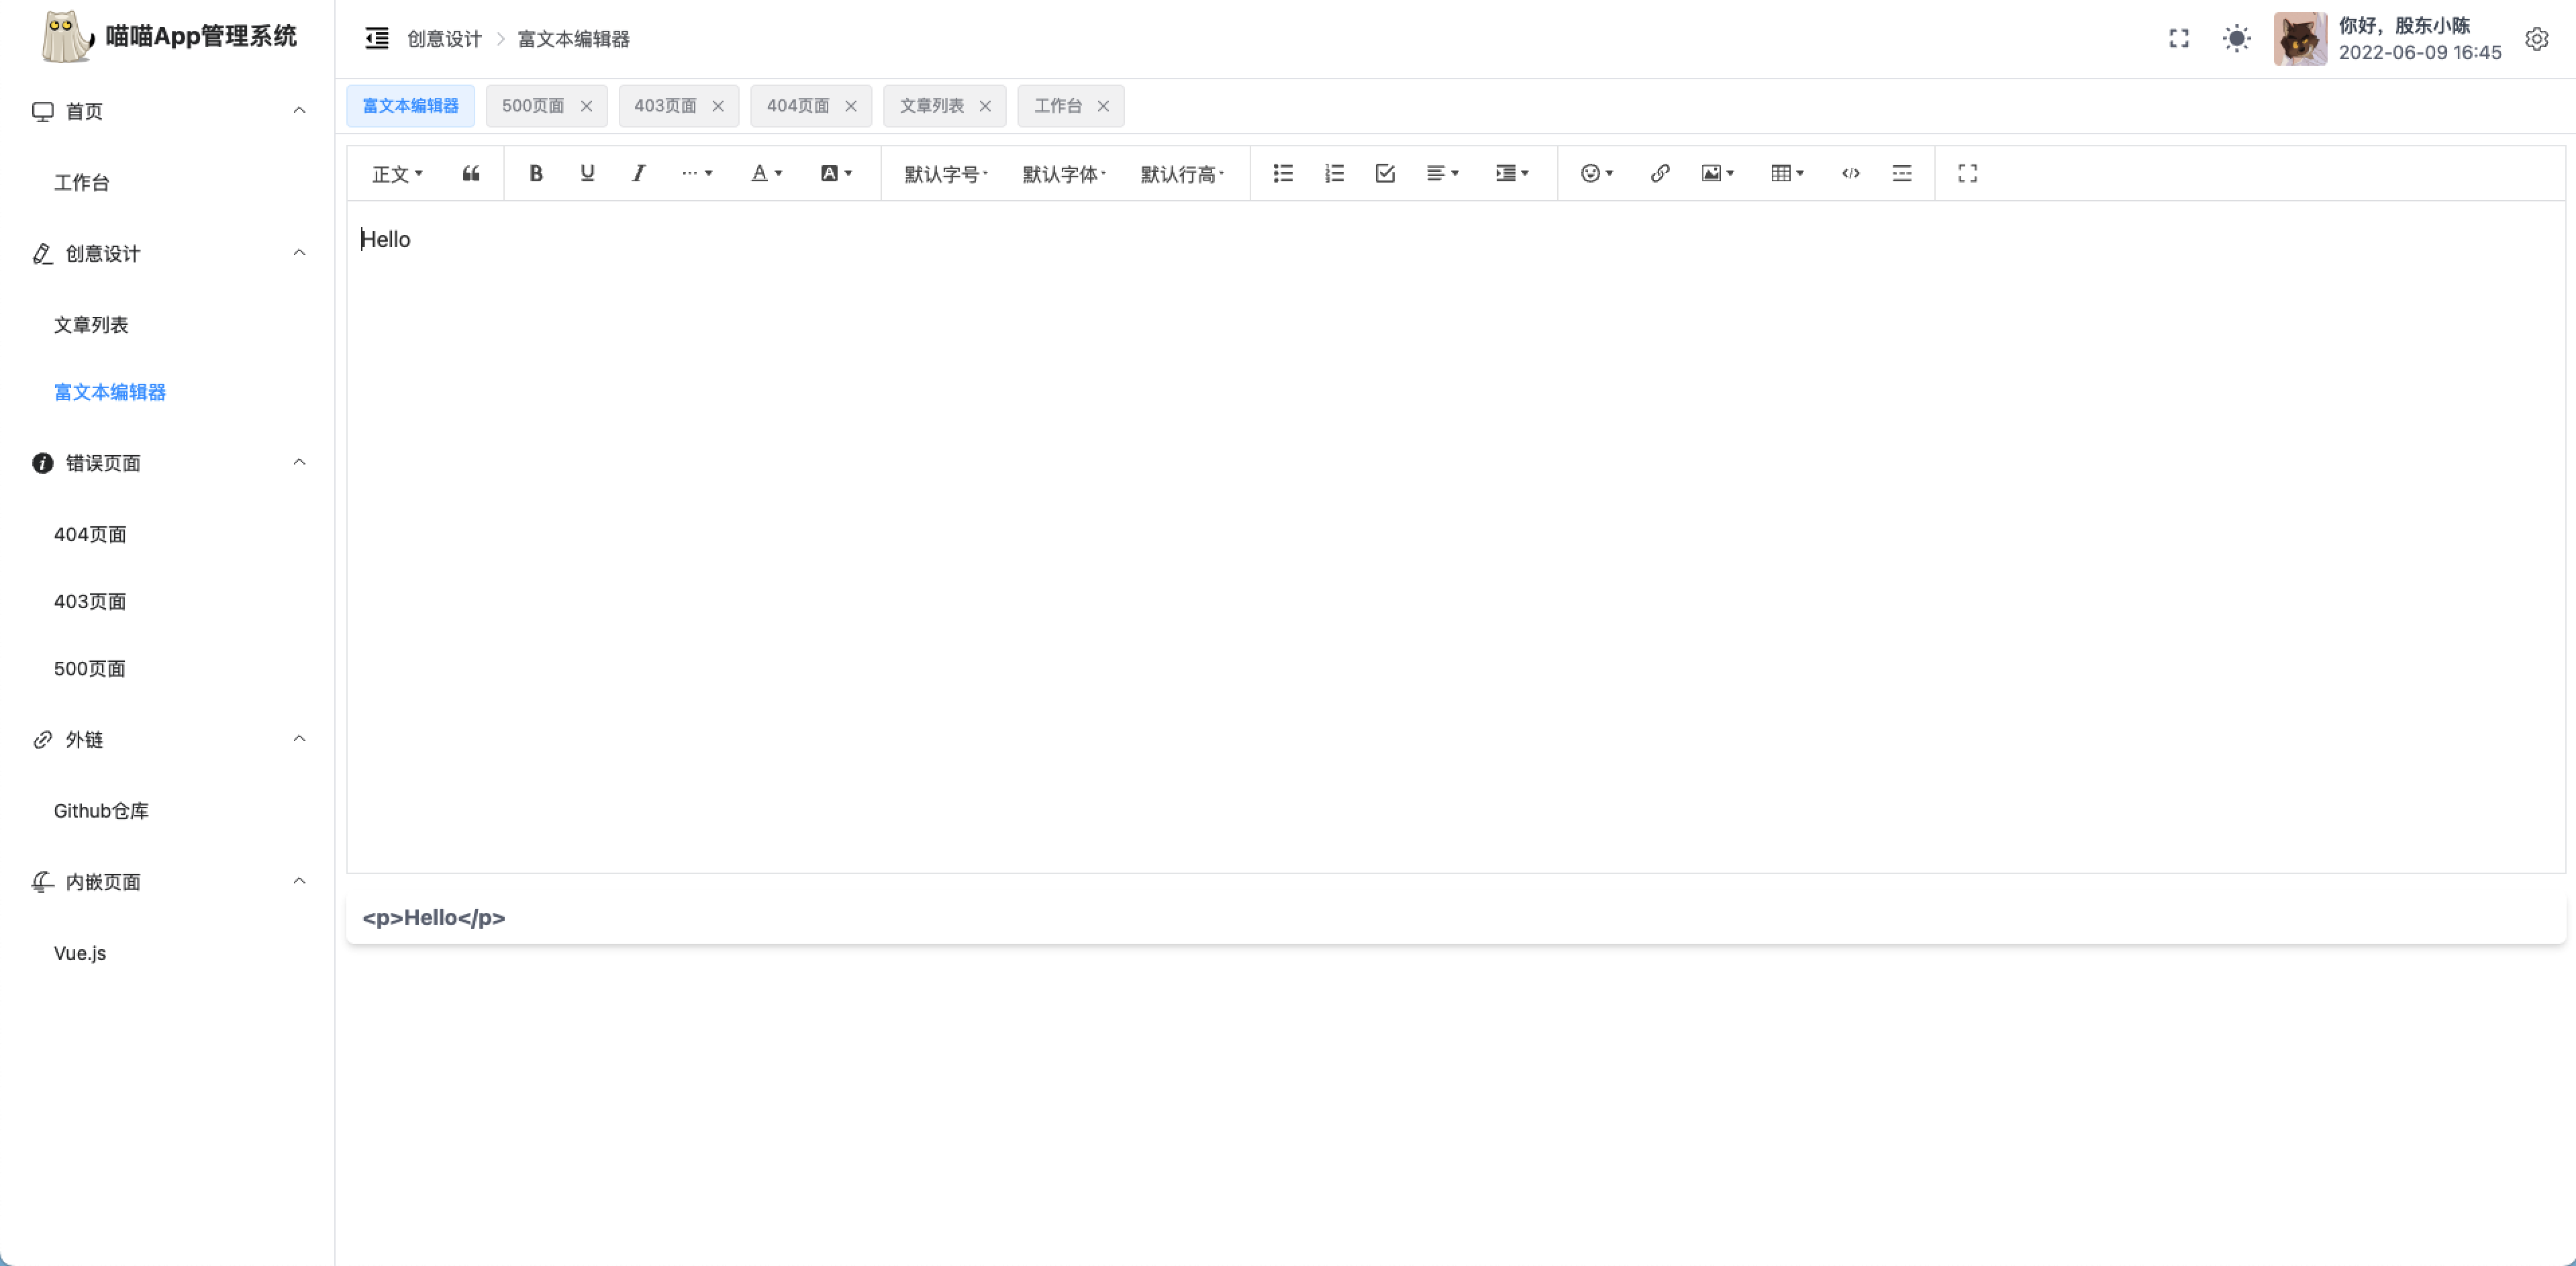 喵喵App管理系统
首页
工作台
创意设计
文章列表
富文本编辑器
错误页面
404页面
403页面
500页面
外链
Github仓库
内嵌页面
Vue.js
创意设计 > 富文本编辑器
你好，股东小陈
2022-06-09 16:45
富文本编辑器 500页面 403页面 404页面 文章列表 工作台
正文 B U I A A 默认字号 默认字体 默认行高
Hello
<p>Hello</p>